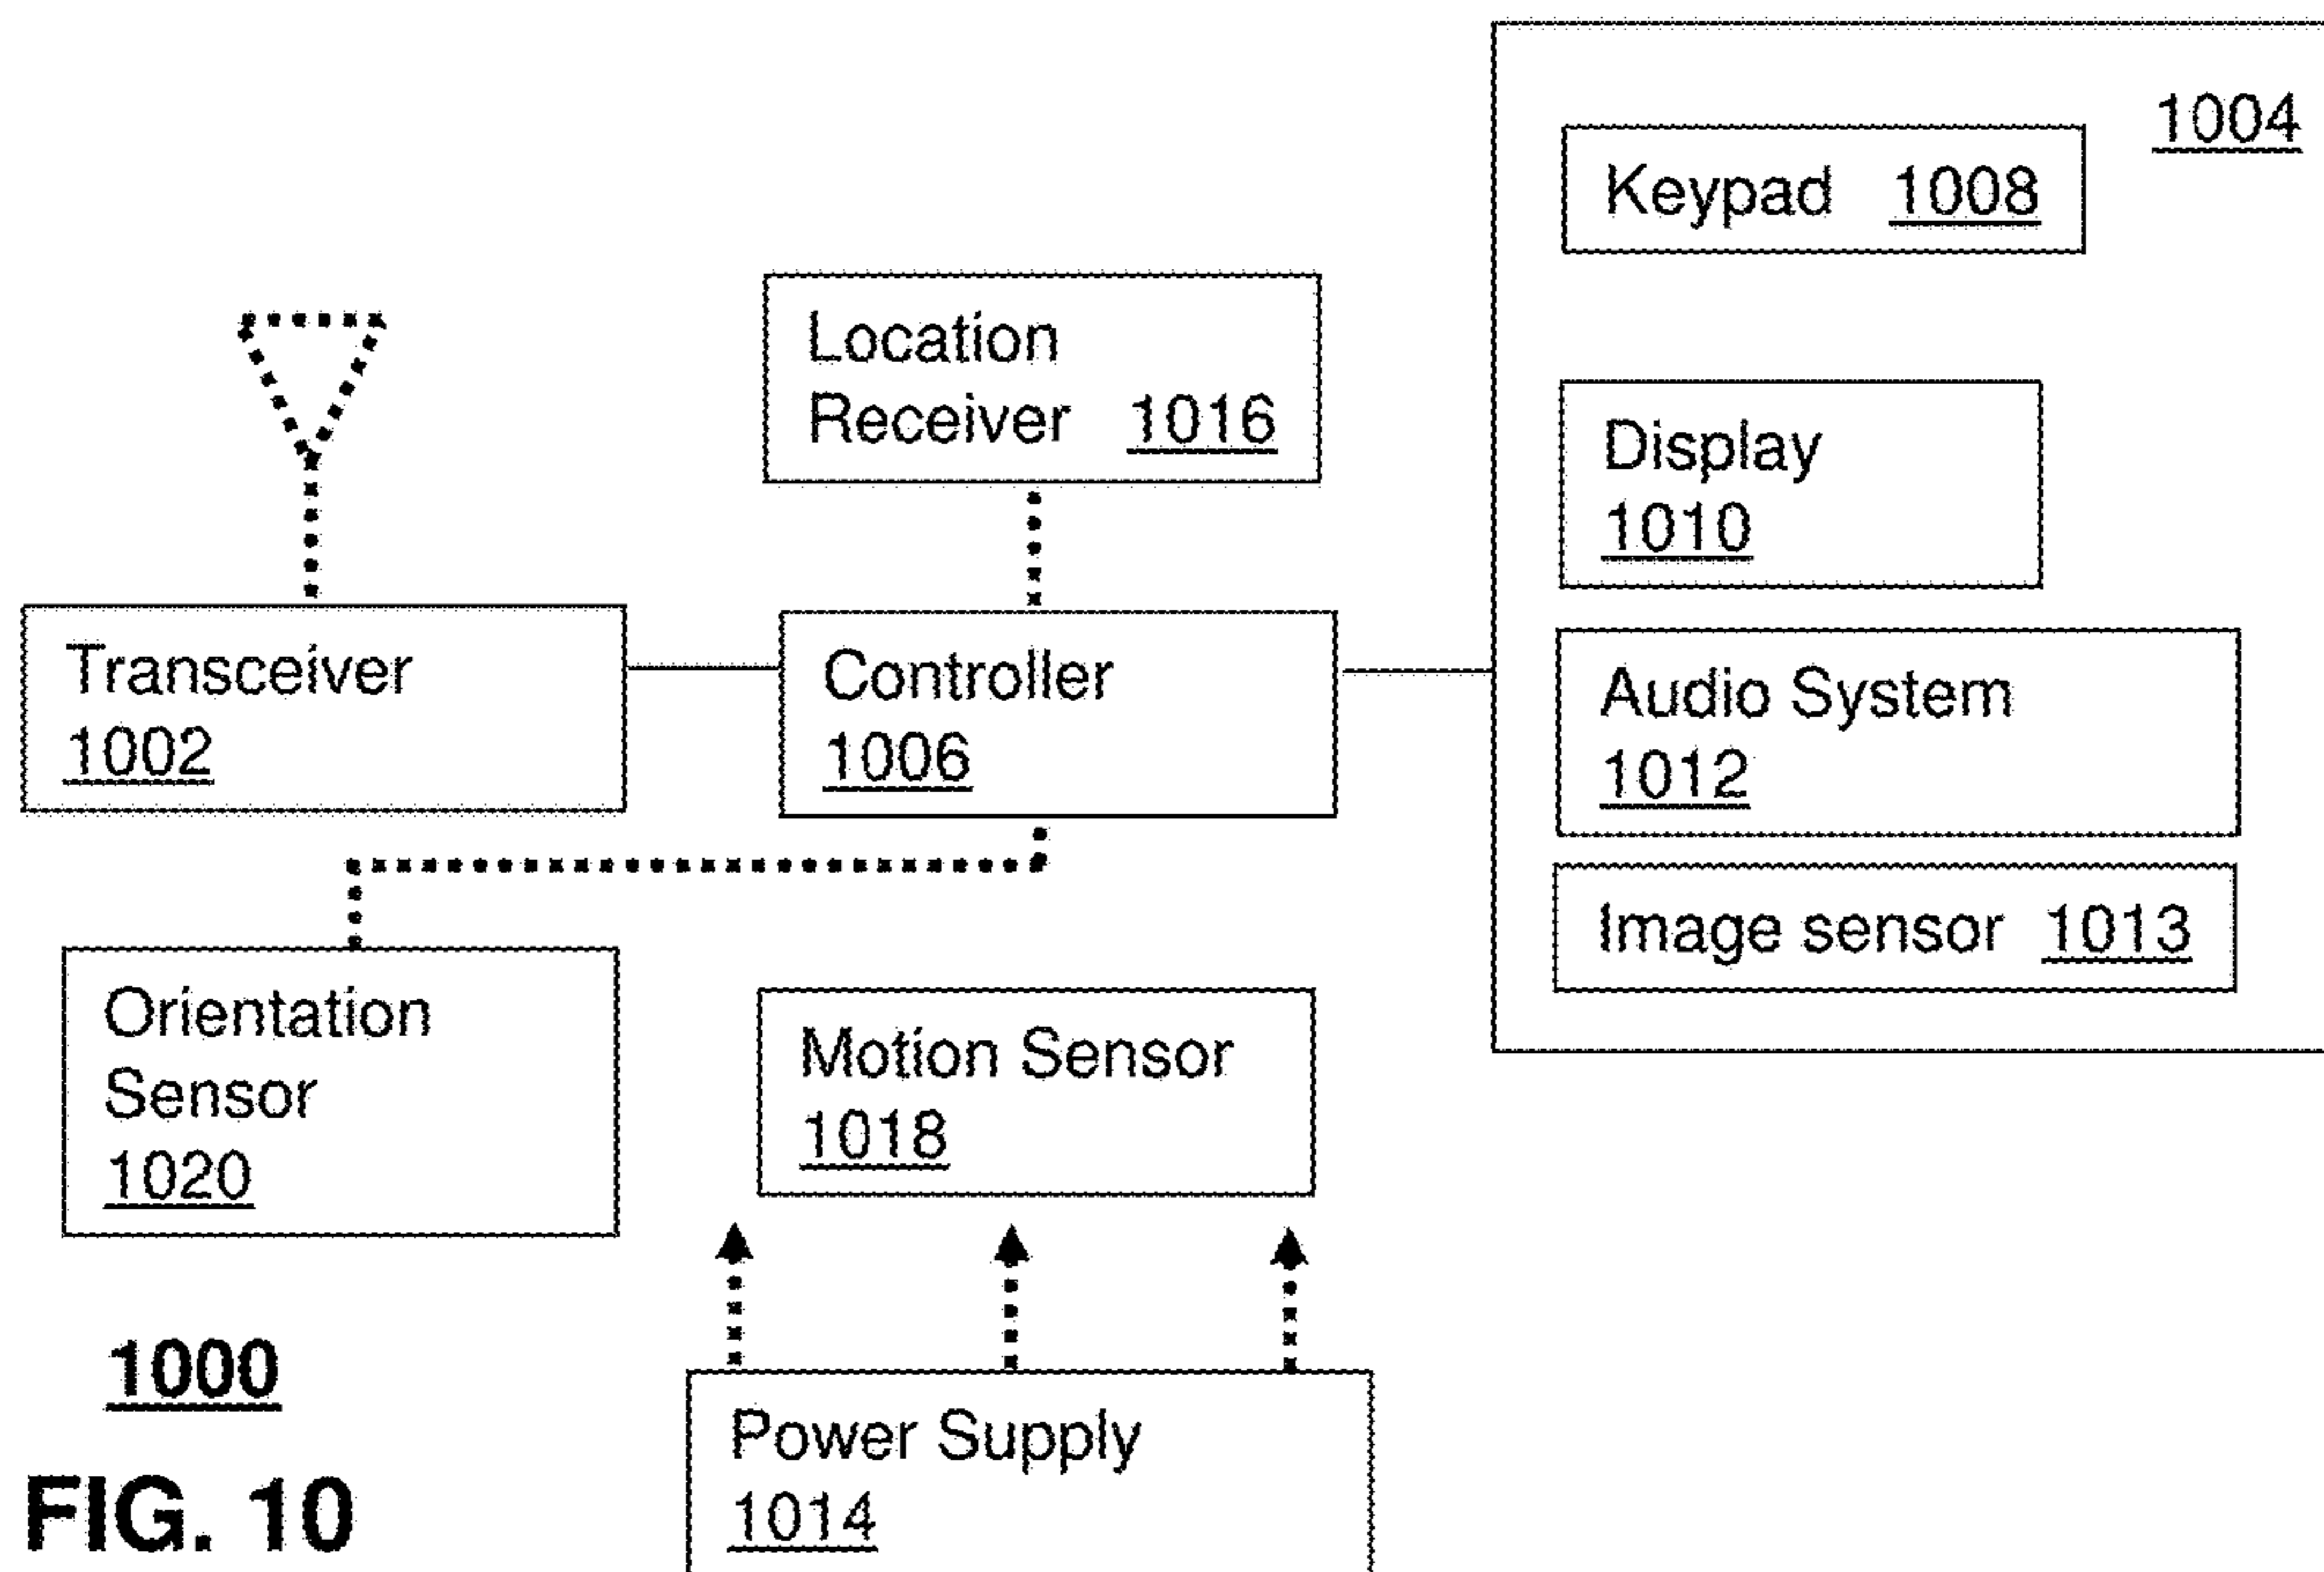 1004
Keypad 1008
Location
Receiver 1016
Display
1010
Transceiver
1002
Controller
1006
Audio System
1012
Image sensor 1013
Orientation
Sensor
1020
Motion Sensor
1018
1000
Power Supply
1014
FIG. 10